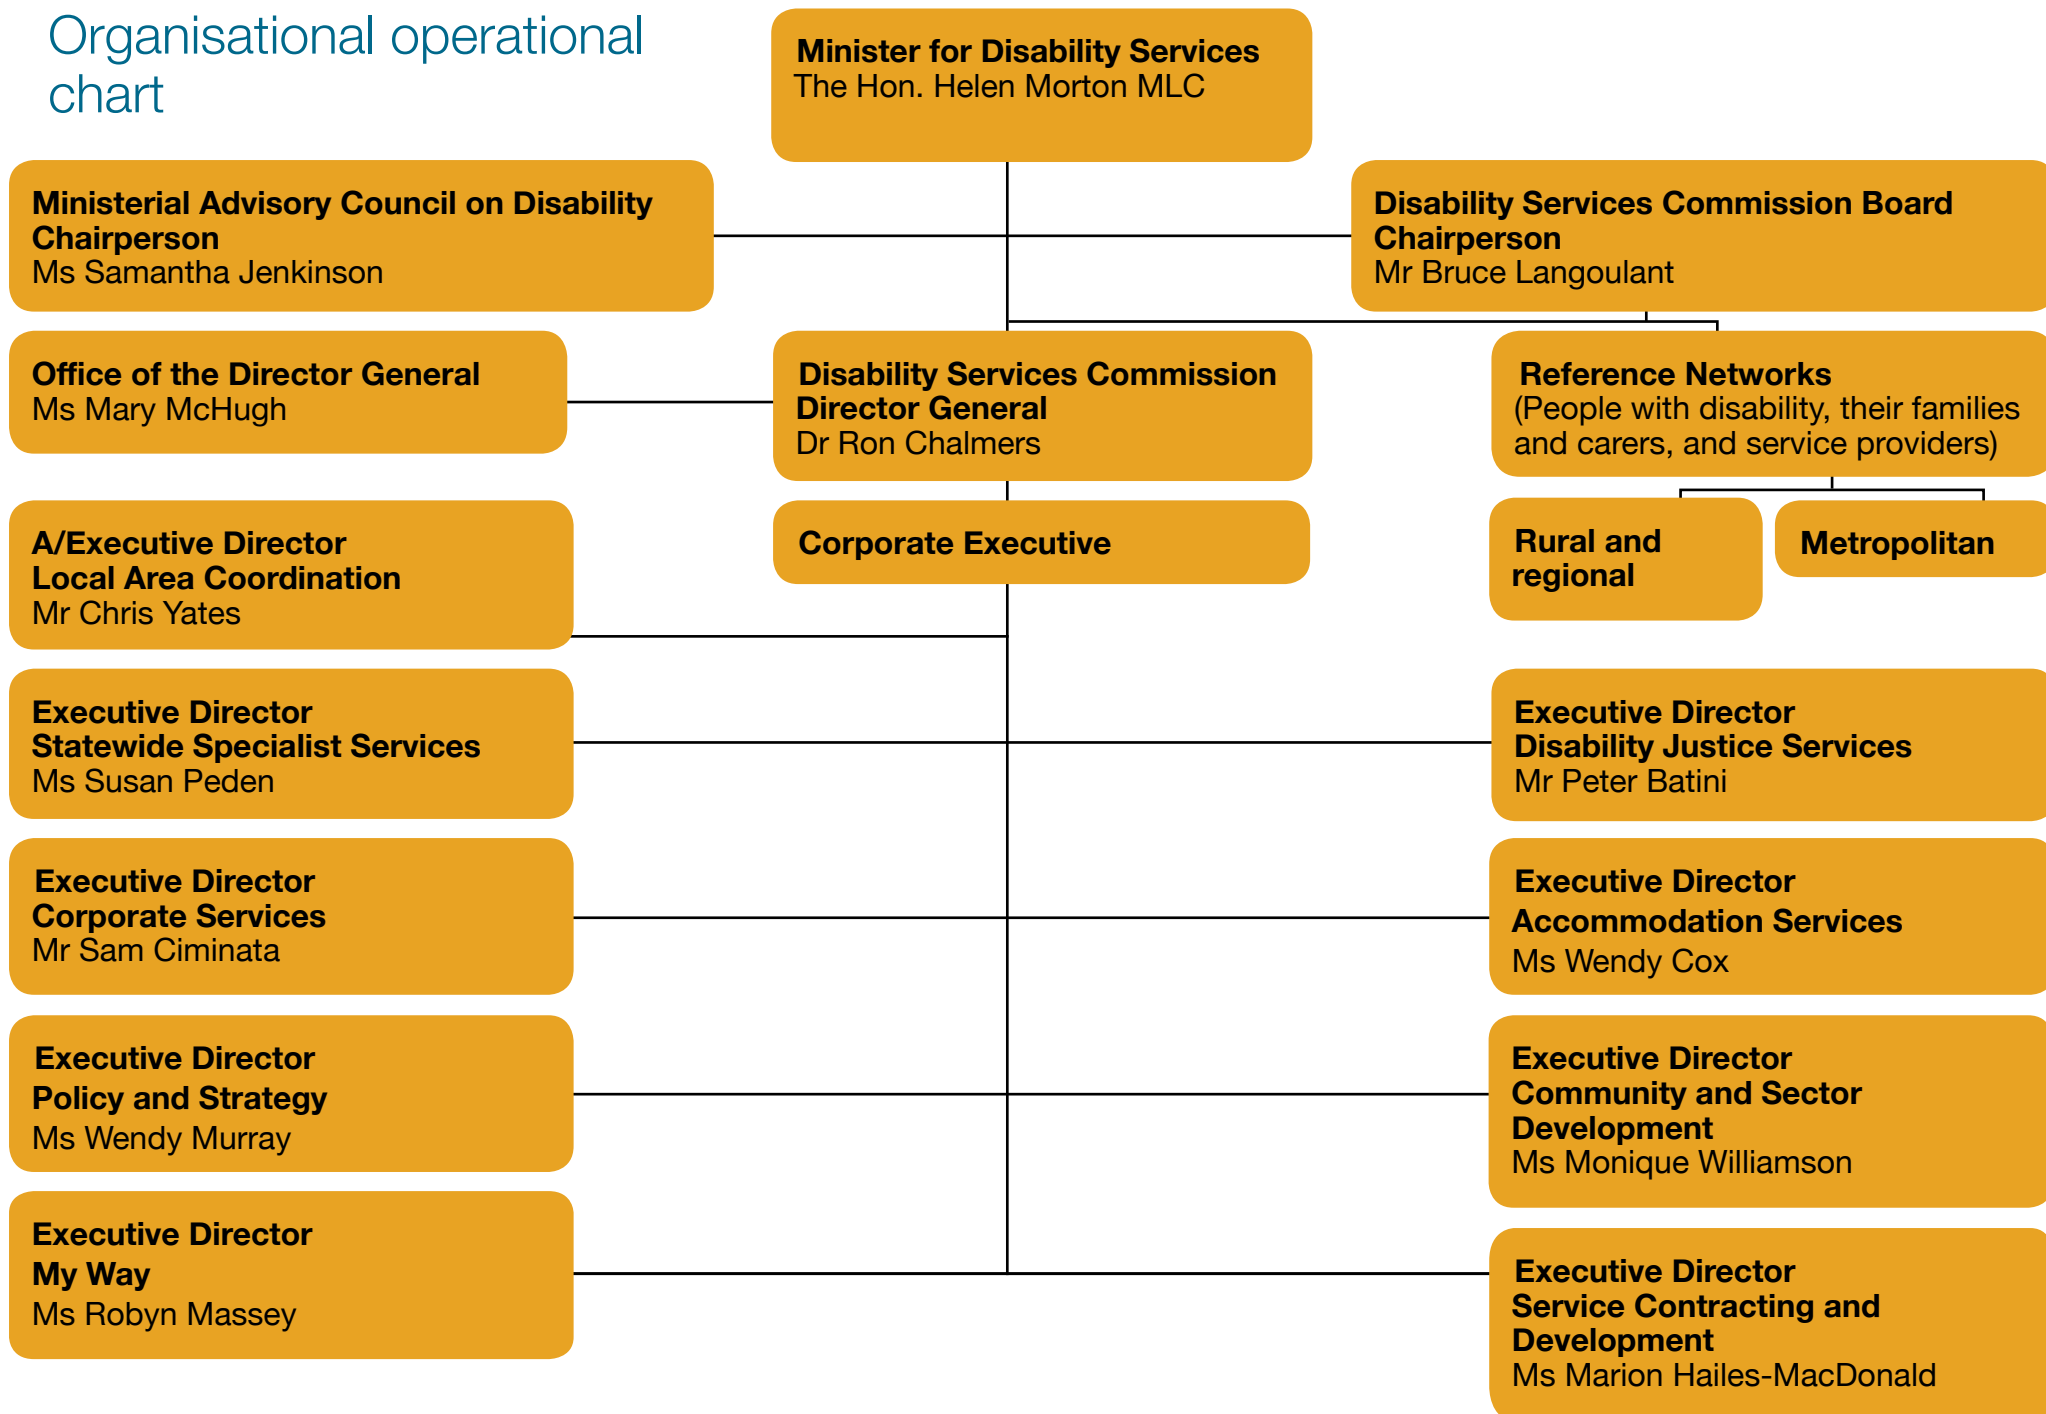 Organisational operational
chart
Minister for Disability Services
The Hon. Helen Morton MLC
Ministerial Advisory Council on Disability
Chairperson
Ms Samantha Jenkinson
Disability Services Commission Board
Chairperson
Mr Bruce Langoulant
Office of the Director General
Ms Mary McHugh
Disability Services Commission
Director General
Dr Ron Chalmers
Reference Networks
(People with disability, their families
and carers, and service providers)
A/Executive Director
Local Area Coordination
Mr Chris Yates
Corporate Executive
Rural and
regional
Metropolitan
Executive Director
Statewide Specialist Services
Ms Susan Peden
Executive Director
Disability Justice Services
Mr Peter Batini
Executive Director
Corporate Services
Mr Sam Ciminata
Executive Director
Accommodation Services
Ms Wendy Cox
Executive Director
Policy and Strategy
Ms Wendy Murray
Executive Director
Community and Sector
Development
Ms Monique Williamson
Executive Director
My Way
Ms Robyn Massey
Executive Director
Service Contracting and
Development
Ms Marion Hailes-MacDonald